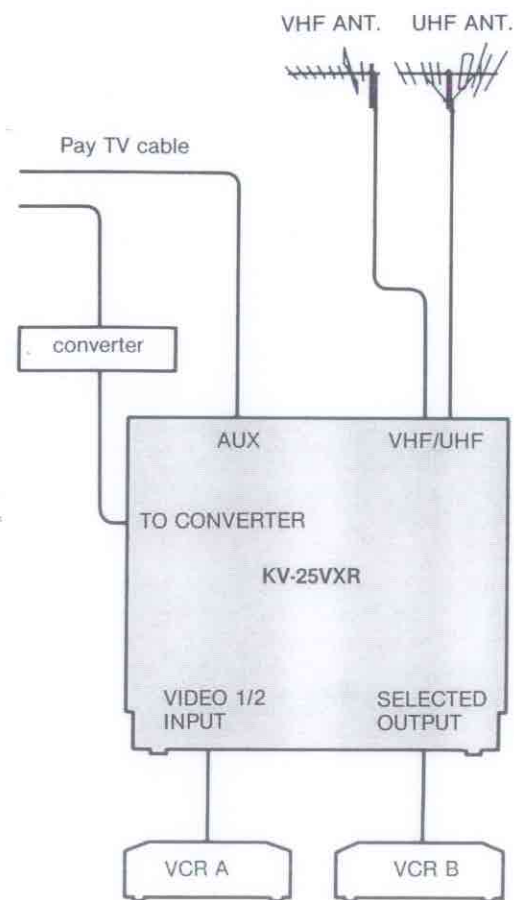 VHF ANT. UHF ANT.
Pay TV cable
converter
AUX VHF/UHF
TO CONVERTER
KV-25VXR
VIDEO 1/2
INPUT
SELECTED
OUTPUT
VCR A VCR B